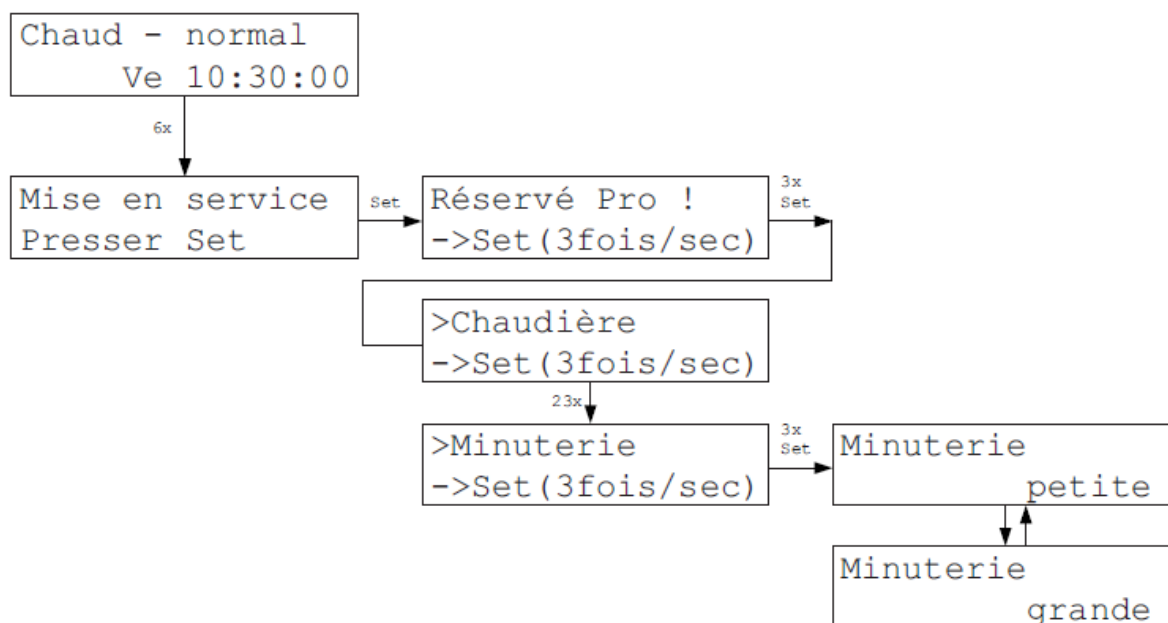 Chaud - normal
Ve 10:30:00
6x
Mise en service
Presser Set
Set
Réservé Pro !
->Set(3fois/sec)
3x
Set
>Chaudière
->Set(3fois/sec)
23x
>Minuterie
->Set(3fois/sec)
3x
Set
Minuterie
petite
Minuterie
grande